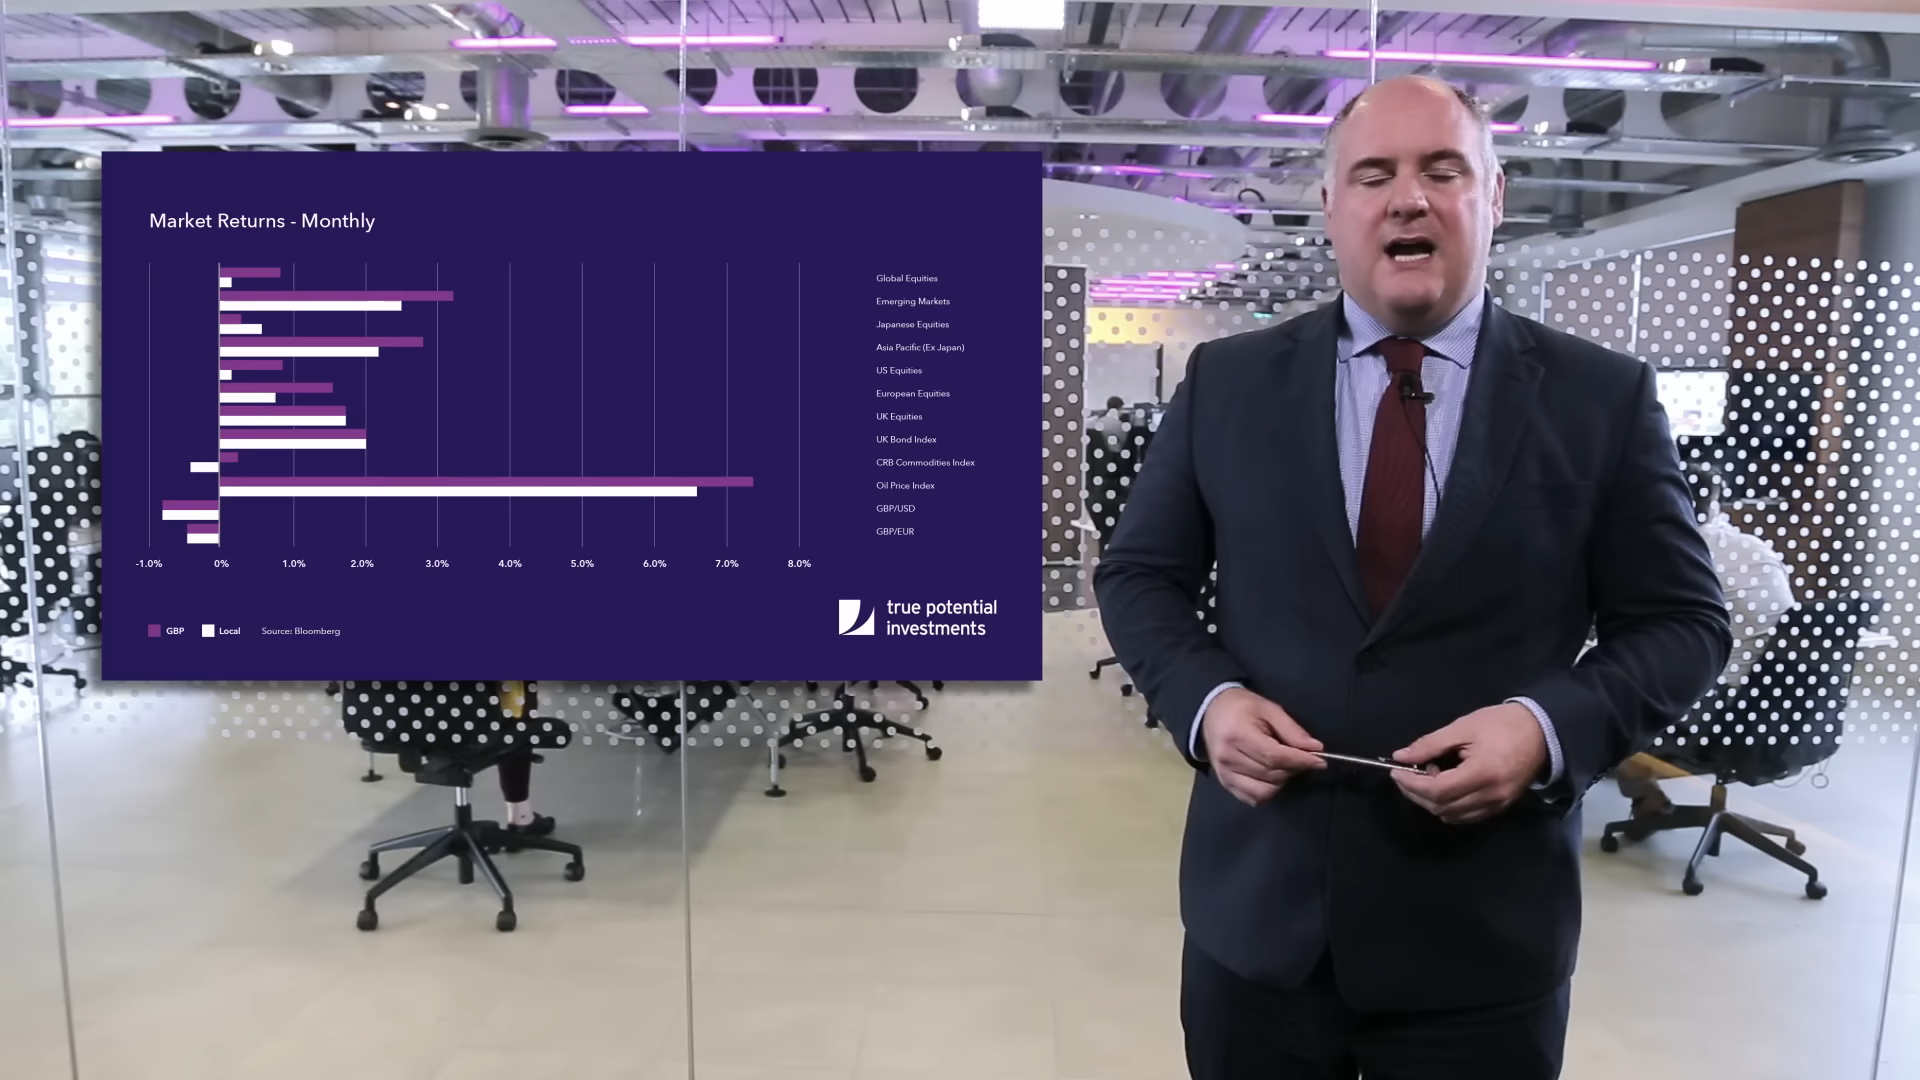 Market Returns - Monthly
Global Equities
Emerging Markets
Japanese Equities
Asia Pacific (Ex Japan)
US Equities
European Equities
UK Equities
UK Bond Index
CRB Commodities Index
Oil Price Index
GBP/USD
GBP/EUR
-1.0% 0% 1.0% 2.0% 3.0% 4.0% 5.0% 6.0% 7.0% 8.0%
GBP Local Source: Bloomberg
true potential
investments